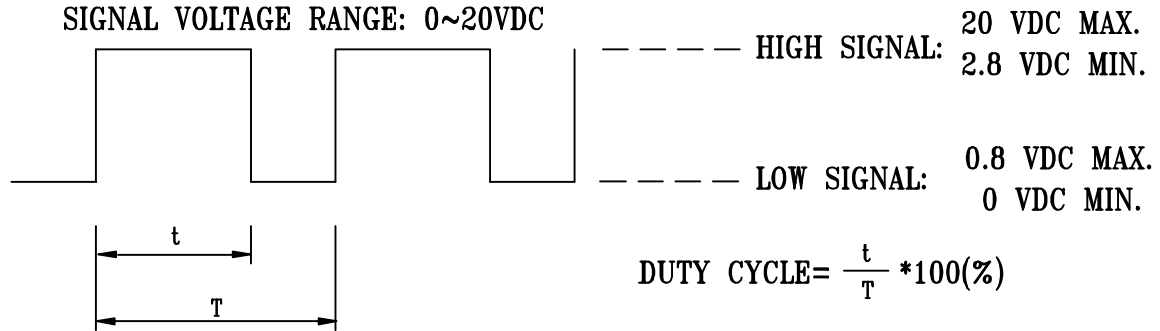 SIGNAL VOLTAGE RANGE: 0~20VDC
HIGH SIGNAL:
20 VDC MAX.
2.8 VDC MIN.
LOW SIGNAL:
0.8 VDC MAX.
0 VDC MIN.
t
T
DUTY CYCLE= t/T *100(%)